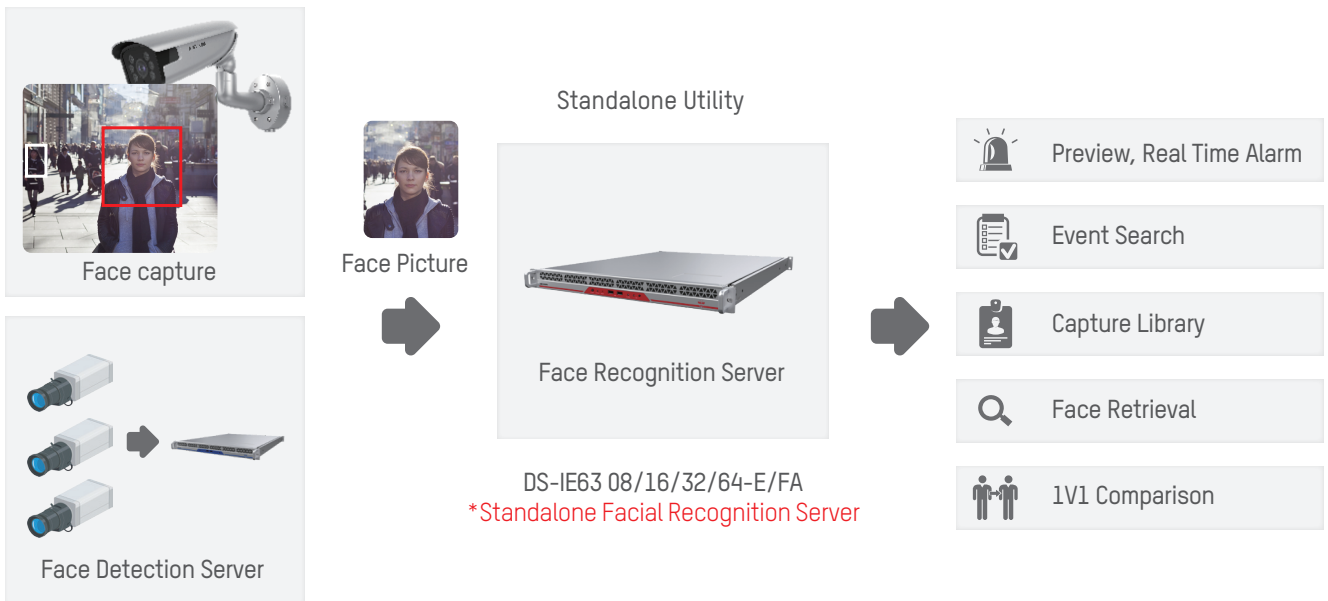 Face capture
Face Detection Server
Face Picture
Standalone Utility
Face Recognition Server
DS-IE63 08/16/32/64-E/FA
*Standalone Facial Recognition Server
Preview, Real Time Alarm
Event Search
Capture Library
Face Retrieval
1V1 Comparison